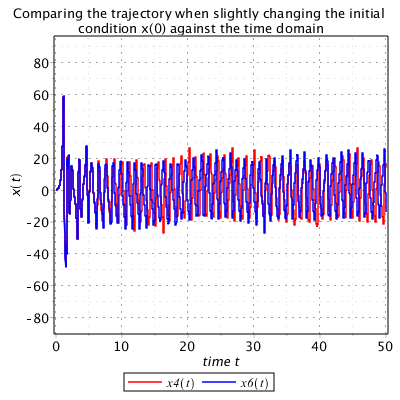 Comparing the trajectory when slightly changing the initial
condition x(0) against the time domain
80
60
40
20
0
-20
-40
-60
-80
x(t)
0 10 20 30 40 50
time t
x4(t) x6(t)